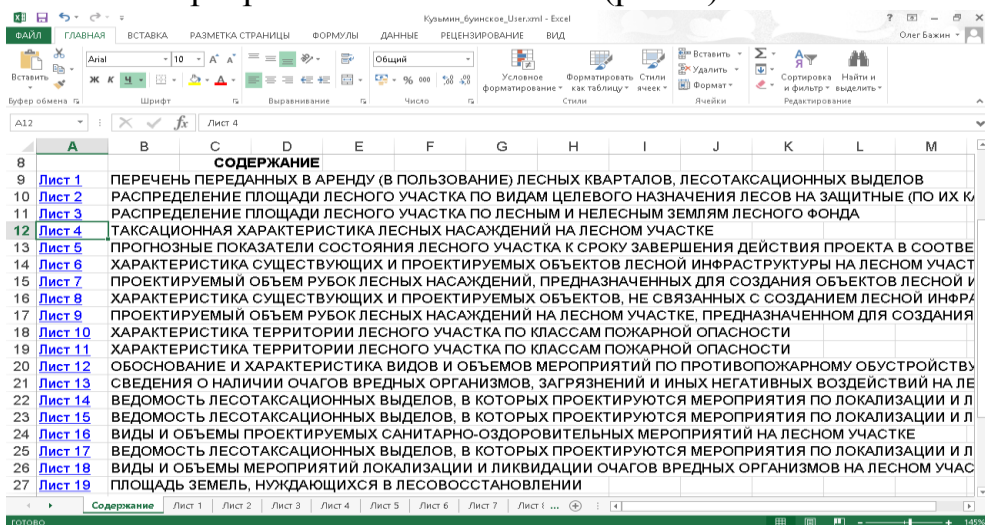 Кузьмин_буинское_User.xml - Excel
ФАЙЛ ГЛАВНАЯ ВСТАВКА РАЗМЕТКА СТРАНИЦЫ ФОРМУЛЫ ДАННЫЕ РЕЦЕНЗИРОВАНИЕ ВИД Олег Бажин
Вставить
Arial 10
Ж К Ч
Общий
% 000
Условное форматирование
Форматировать как таблицу
Стили ячеек
Вставить
Удалить
Формат
Сортировка и фильтр
Найти и выделить
Буфер обмена Шрифт Выравнивание Число Стили Ячейки Редактирование
A12 fx Лист 4
A B C D E F G H I J K L M
8 СОДЕРЖАНИЕ
9 Лист 1 ПЕРЕЧЕНЬ ПЕРЕДАННЫХ В АРЕНДУ (В ПОЛЬЗОВАНИЕ) ЛЕСНЫХ КВАРТАЛОВ, ЛЕСОТАКСАЦИОННЫХ ВЫДЕЛОВ
10 Лист 2 РАСПРЕДЕЛЕНИЕ ПЛОЩАДИ ЛЕСНОГО УЧАСТКА ПО ВИДАМ ЦЕЛЕВОГО НАЗНАЧЕНИЯ ЛЕСОВ НА ЗАЩИТНЫЕ (ПО ИХ К
11 Лист 3 РАСПРЕДЕЛЕНИЕ ПЛОЩАДИ ЛЕСНОГО УЧАСТКА ПО ЛЕСНЫМ И НЕЛЕСНЫМ ЗЕМЛЯМ ЛЕСНОГО ФОНДА
12 Лист 4 ТАКСАЦИОННАЯ ХАРАКТЕРИСТИКА ЛЕСНЫХ НАСАЖДЕНИЙ НА ЛЕСНОМ УЧАСТКЕ
13 Лист 5 ПРОГНОЗНЫЕ ПОКАЗАТЕЛИ СОСТОЯНИЯ ЛЕСНОГО УЧАСТКА К СРОКУ ЗАВЕРШЕНИЯ ДЕЙСТВИЯ ПРОЕКТА В СООТВЕ
14 Лист 6 ХАРАКТЕРИСТИКА СУЩЕСТВУЮЩИХ И ПРОЕКТИРУЕМЫХ ОБЪЕКТОВ ЛЕСНОЙ ИНФРАСТРУКТУРЫ НА ЛЕСНОМ УЧАСТ
15 Лист 7 ПРОЕКТИРУЕМЫЙ ОБЪЕМ РУБОК ЛЕСНЫХ НАСАЖДЕНИЙ, ПРЕДНАЗНАЧЕННЫХ ДЛЯ СОЗДАНИЯ ОБЪЕКТОВ ЛЕСНОЙ И
16 Лист 8 ХАРАКТЕРИСТИКА СУЩЕСТВУЮЩИХ И ПРОЕКТИРУЕМЫХ ОБЪЕКТОВ, НЕ СВЯЗАННЫХ С СОЗДАНИЕМ ЛЕСНОЙ ИНФРА
17 Лист 9 ПРОЕКТИРУЕМЫЙ ОБЪЕМ РУБОК ЛЕСНЫХ НАСАЖДЕНИЙ НА ЛЕСНОМ УЧАСТКЕ, ПРЕДНАЗНАЧЕННОМ ДЛЯ СОЗДАНИЯ
18 Лист 10 ХАРАКТЕРИСТИКА ТЕРРИТОРИИ ЛЕСНОГО УЧАСТКА ПО КЛАССАМ ПОЖАРНОЙ ОПАСНОСТИ
19 Лист 11 ХАРАКТЕРИСТИКА ТЕРРИТОРИИ ЛЕСНОГО УЧАСТКА ПО КЛАССАМ ПОЖАРНОЙ ОПАСНОСТИ
20 Лист 12 ОБОСНОВАНИЕ И ХАРАКТЕРИСТИКА ВИДОВ И ОБЪЕМОВ МЕРОПРИЯТИЙ ПО ПРОТИВОПОЖАРНОМУ ОБУСТРОЙСТВУ
21 Лист 13 СВЕДЕНИЯ О НАЛИЧИИ ОЧАГОВ ВРЕДНЫХ ОРГАНИЗМОВ, ЗАГРЯЗНЕНИЙ И ИНЫХ НЕГАТИВНЫХ ВОЗДЕЙСТВИЙ НА ЛЕ
22 Лист 14 ВЕДОМОСТЬ ЛЕСОТАКСАЦИОННЫХ ВЫДЕЛОВ, В КОТОРЫХ ПРОЕКТИРУЮТСЯ МЕРОПРИЯТИЯ ПО ЛОКАЛИЗАЦИИ И Л
23 Лист 15 ВЕДОМОСТЬ ЛЕСОТАКСАЦИОННЫХ ВЫДЕЛОВ, В КОТОРЫХ ПРОЕКТИРУЮТСЯ МЕРОПРИЯТИЯ ПО ЛОКАЛИЗАЦИИ И Л
24 Лист 16 ВИДЫ И ОБЪЕМЫ ПРОЕКТИРУЕМЫХ САНИТАРНО-ОЗДОРОВИТЕЛЬНЫХ МЕРОПРИЯТИЙ НА ЛЕСНОМ УЧАСТКЕ
25 Лист 17 ВЕДОМОСТЬ ЛЕСОТАКСАЦИОННЫХ ВЫДЕЛОВ, В КОТОРЫХ ПРОЕКТИРУЮТСЯ МЕРОПРИЯТИЯ ПО ЛОКАЛИЗАЦИИ И Л
26 Лист 18 ВИДЫ И ОБЪЕМЫ МЕРОПРИЯТИЙ ЛОКАЛИЗАЦИИ И ЛИКВИДАЦИИ ОЧАГОВ ВРЕДНЫХ ОРГАНИЗМОВ НА ЛЕСНОМ УЧАС
27 Лист 19 ПЛОЩАДЬ ЗЕМЕЛЬ, НУЖДАЮЩИХСЯ В ЛЕСОВОССТАНОВЛЕНИИ
Содержание Лист 1 Лист 2 Лист 3 Лист 4 Лист 5 Лист 6 Лист 7 Лист 8 ...
ГОТОВО 145%